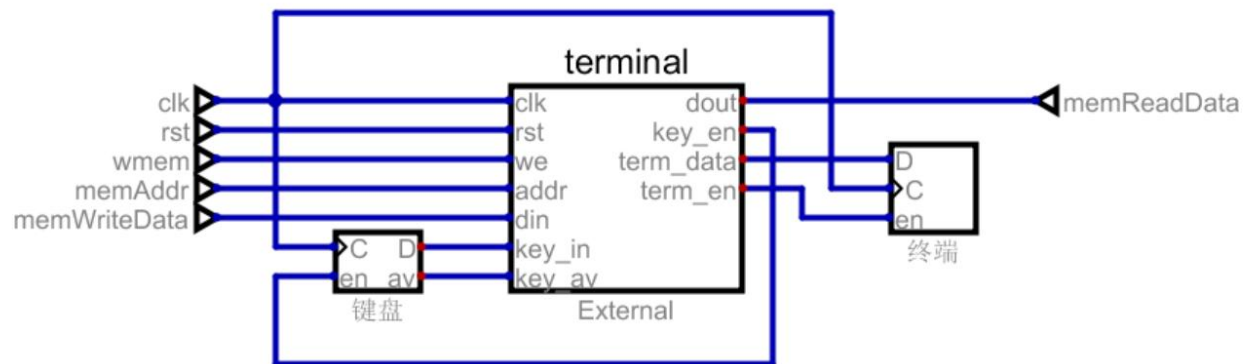 terminal
clk clk dout memReadData
rst rst key_en
wmem we term_data D
memAddr addr term_en C
memWriteData din en
C D key_in 终端
en av key_av
键盘 External